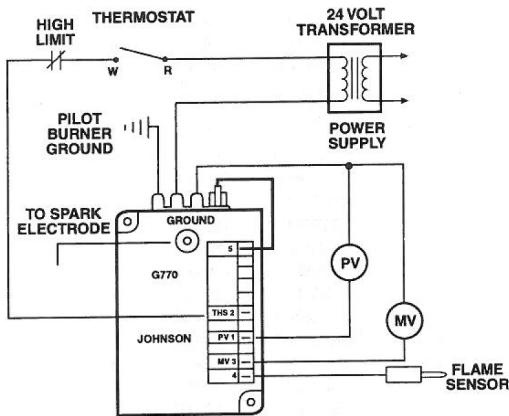 THERMOSTAT
24 VOLT
TRANSFORMER
HIGH
LIMIT
W
R
PILOT
BURNER
GROUND
POWER
SUPPLY
TO SPARK
ELECTRODE
GROUND
5
G770
PV
THS 2
MV
JOHNSON
PV 1
MV 3
4
FLAME
SENSOR